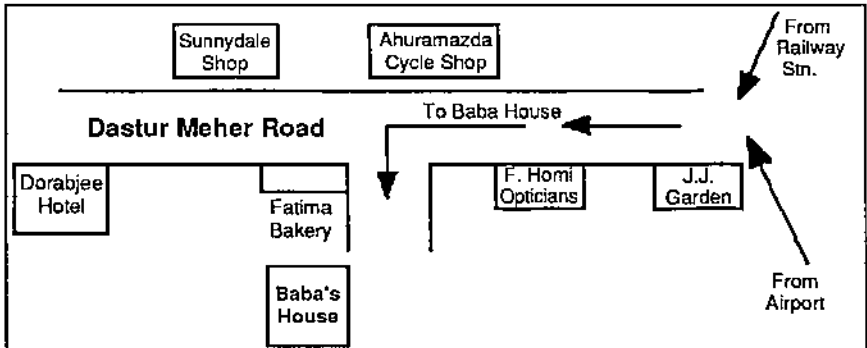 Sunnydale
Shop
Ahuramazda
Cycle Shop
From
Railway
Stn.
To Baba House
Dastur Meher Road
Dorabjee
Hotel
Fatima
Bakery
F. Homi
Opticians
J.J.
Garden
Baba's
House
From
Airport